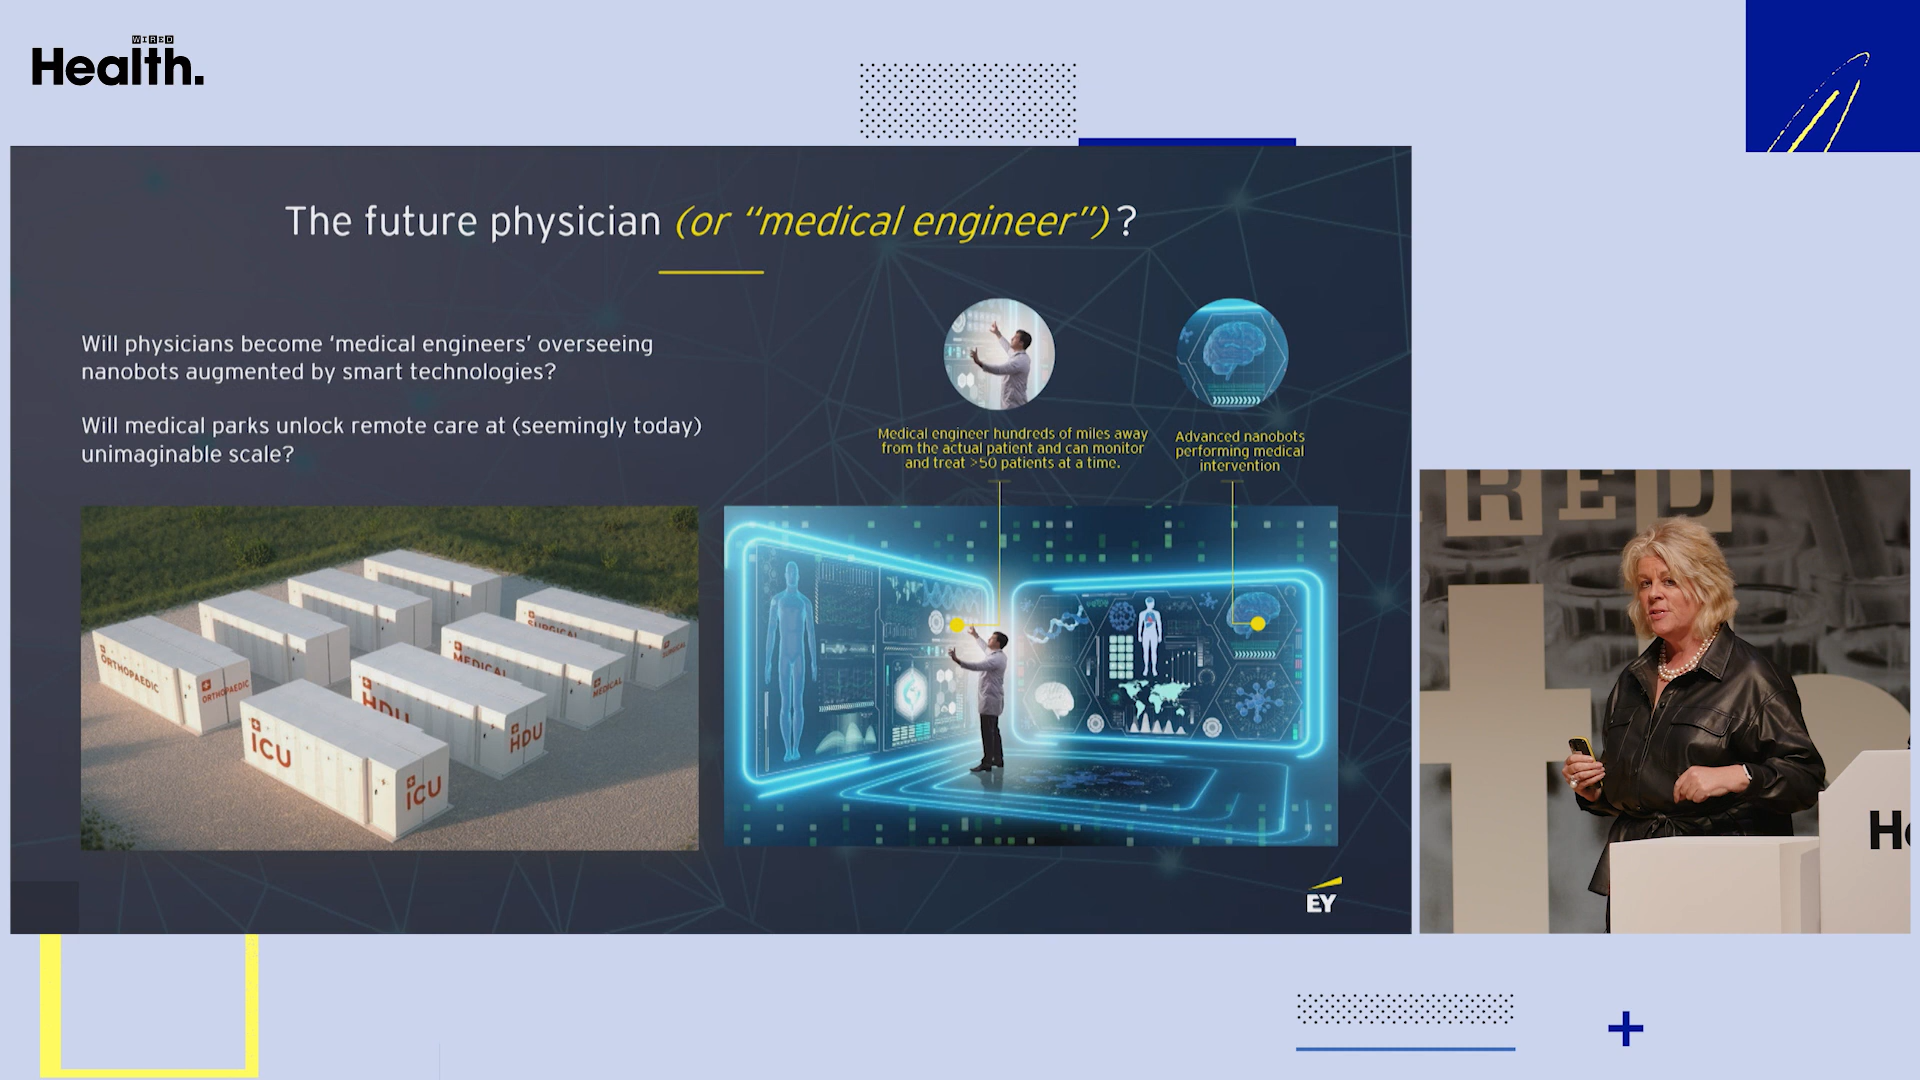 WIRED
Health.
The future physician (or “medical engineer”) ?
Will physicians become ‘medical engineers’ overseeing
nanobots augmented by smart technologies?
Will medical parks unlock remote care at (seemingly today)
unimaginable scale?
Medical engineer hundreds of miles away
from the actual patient and can monitor
and treat >50 patients at a time.
Advanced nanobots
performing medical
intervention
ORTHOPAEDIC
ORTHOPAEDIC
SURGICAL
SURGICAL
MEDICAL
MEDICAL
HDU
HDU
ICU
ICU
EY
RED
t
He